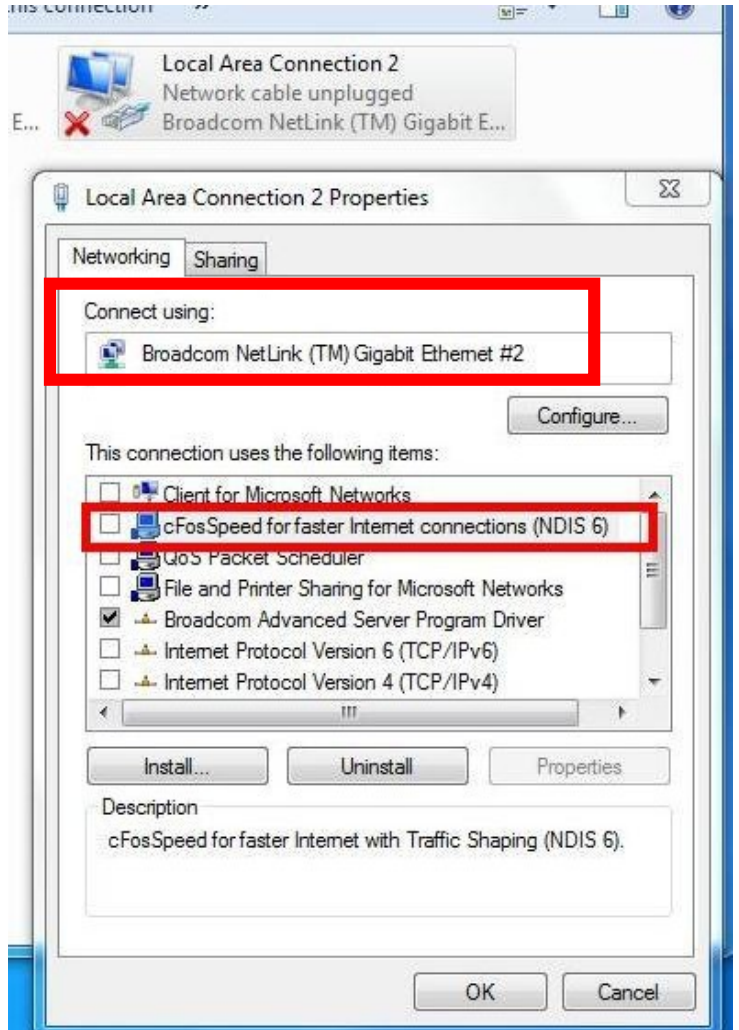 this connection »
Local Area Connection 2
Network cable unplugged
E... Broadcom NetLink (TM) Gigabit E...
Local Area Connection 2 Properties
Networking Sharing
Connect using:
Broadcom NetLink (TM) Gigabit Ethernet #2
Configure...
This connection uses the following items:
Client for Microsoft Networks
cFosSpeed for faster Internet connections (NDIS 6)
QoS Packet Scheduler
File and Printer Sharing for Microsoft Networks
Broadcom Advanced Server Program Driver
Internet Protocol Version 6 (TCP/IPv6)
Internet Protocol Version 4 (TCP/IPv4)
Install... Uninstall Properties
Description
cFosSpeed for faster Internet with Traffic Shaping (NDIS 6).
OK Cancel